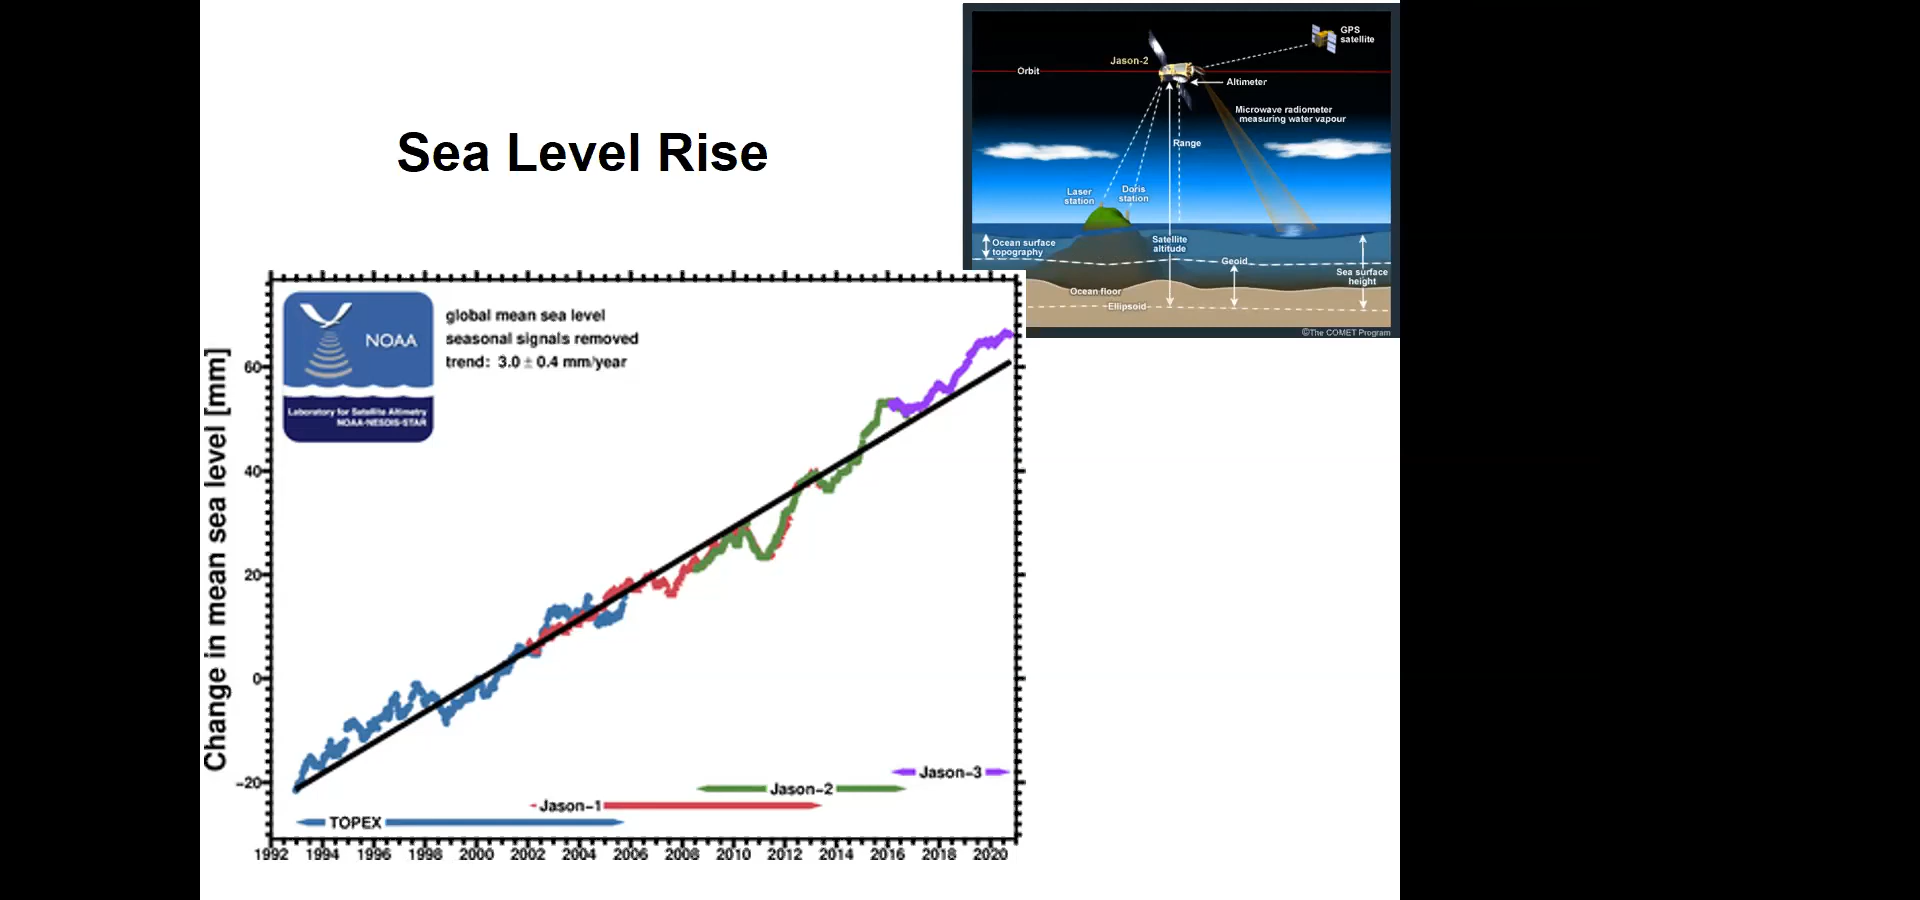 Sea Level Rise
GPS
satellite
Jason-2
Orbit
Altimeter
Microwave radiometer
measuring water vapour
Range
Laser
station
Doris
station
Ocean surface
topography
Satellite
altitude
Geoid
Sea surface
height
Ocean floor
Ellipsoid
©The COMET Program
NOAA
Laboratory for Satellite Altimetry
NOAA-NESDIS-STAR
global mean sea level
seasonal signals removed
trend: 3.0 ± 0.4 mm/year
Change in mean sea level [mm]
60
40
20
0
−20
Jason−3
Jason−2
Jason−1
TOPEX
1992 1994 1996 1998 2000 2002 2004 2006 2008 2010 2012 2014 2016 2018 2020